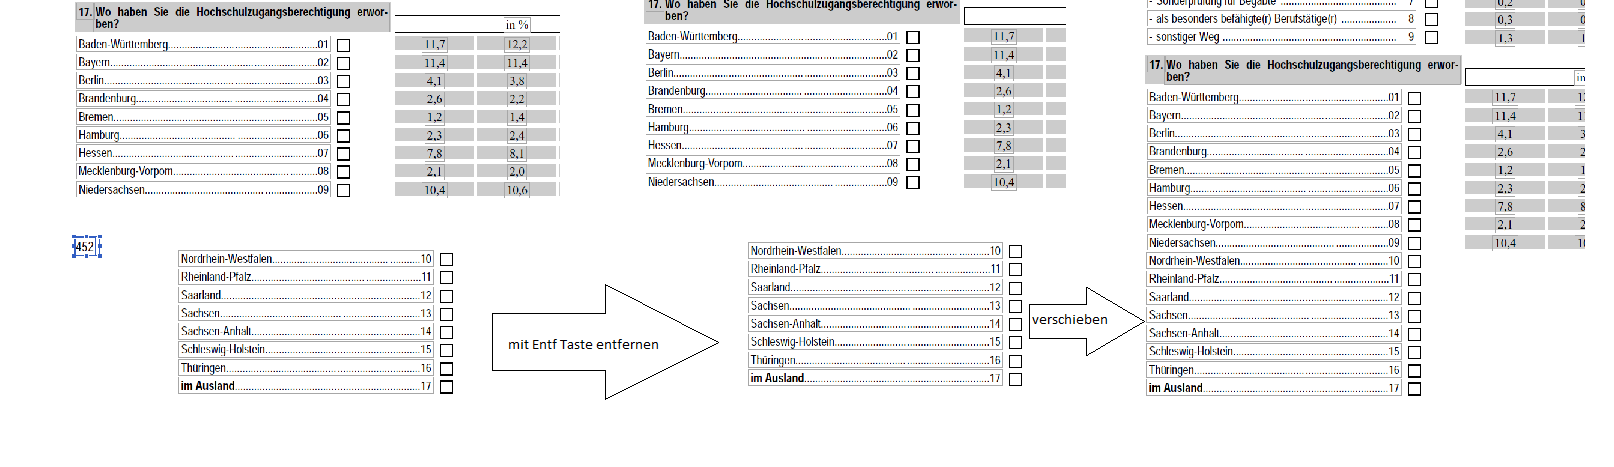 17. Wo haben Sie die Hochschulzugangsberechtigung erwor-
ben?
in %
Baden-Württemberg 01 11,7 12,2
Bayern 02 11,4 11,4
Berlin 03 4,1 3,8
Brandenburg 04 2,6 2,2
Bremen 05 1,2 1,4
Hamburg 06 2,3 2,4
Hessen 07 7,8 8,1
Mecklenburg-Vorpom. 08 2,1 2,0
Niedersachsen 09 10,4 10,6
452
Nordrhein-Westfalen 10
Rheinland-Pfalz 11
Saarland 12
Sachsen 13
Sachsen-Anhalt 14
Schleswig-Holstein 15
Thüringen 16
im Ausland 17
mit Entf Taste entfernen
17. Wo haben Sie die Hochschulzugangsberechtigung erwor-
ben?
Baden-Württemberg 01 11,7
Bayern 02 11,4
Berlin 03 4,1
Brandenburg 04 2,6
Bremen 05 1,2
Hamburg 06 2,3
Hessen 07 7,8
Mecklenburg-Vorpom. 08 2,1
Niedersachsen 09 10,4
Nordrhein-Westfalen 10
Rheinland-Pfalz 11
Saarland 12
Sachsen 13
Sachsen-Anhalt 14
Schleswig-Holstein 15
Thüringen 16
im Ausland 17
verschieben
- als besonders befähigte(r) Berufstätige(r) 8 0,3
- sonstiger Weg 9 1,3
17. Wo haben Sie die Hochschulzugangsberechtigung erwor-
ben?
in
Baden-Württemberg 01 11,7
Bayern 02 11,4
Berlin 03 4,1
Brandenburg 04 2,6
Bremen 05 1,2
Hamburg 06 2,3
Hessen 07 7,8
Mecklenburg-Vorpom. 08 2,1
Niedersachsen 09 10,4
Nordrhein-Westfalen 10
Rheinland-Pfalz 11
Saarland 12
Sachsen 13
Sachsen-Anhalt 14
Schleswig-Holstein 15
Thüringen 16
im Ausland 17